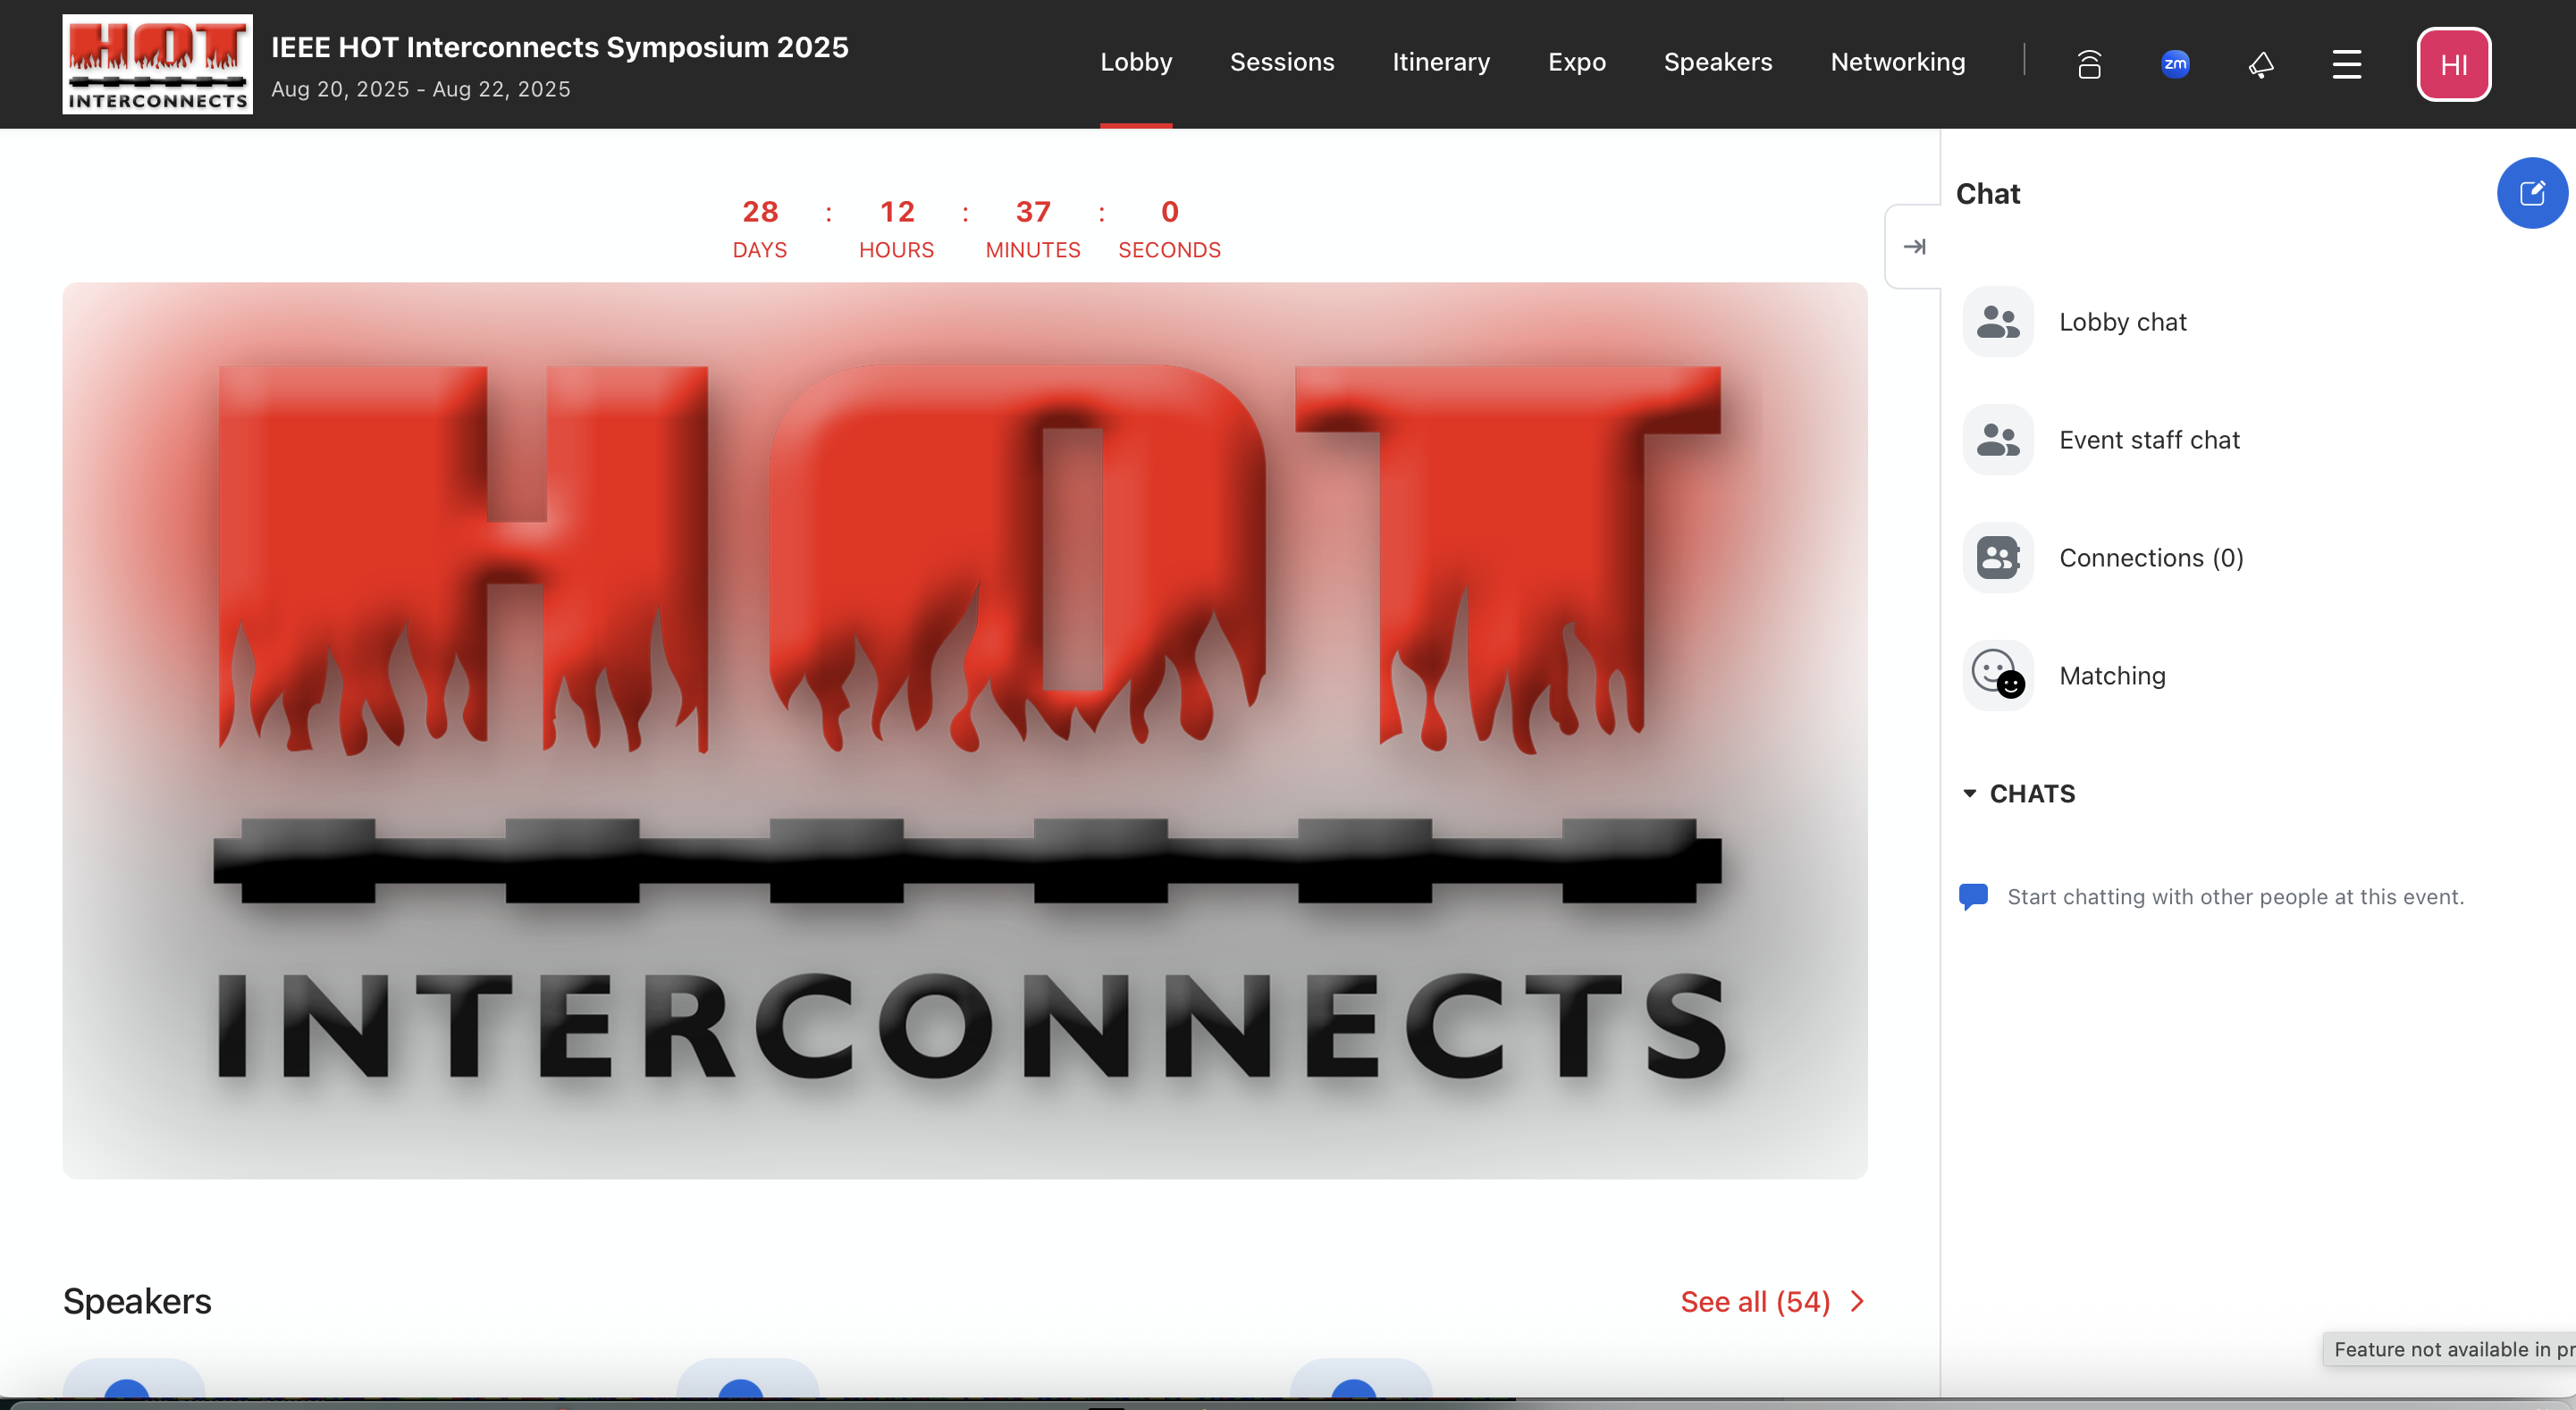 HOT
INTERCONNECTS
IEEE HOT Interconnects Symposium 2025
Aug 20, 2025 - Aug 22, 2025
Lobby
Sessions
Itinerary
Expo
Speakers
Networking
zm
HI
28 : 12 : 37 : 0
DAYS HOURS MINUTES SECONDS
HOT
INTERCONNECTS
Speakers
See all (54)
Chat
Lobby chat
Event staff chat
Connections (0)
Matching
CHATS
Start chatting with other people at this event.
Feature not available in